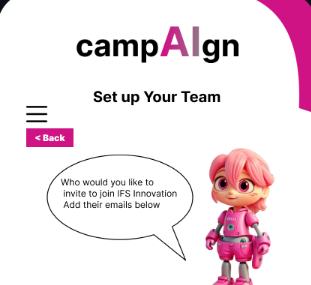 campAIgn
Set up Your Team
< Back
Who would you like to
invite to join IFS Innovation
Add their emails below